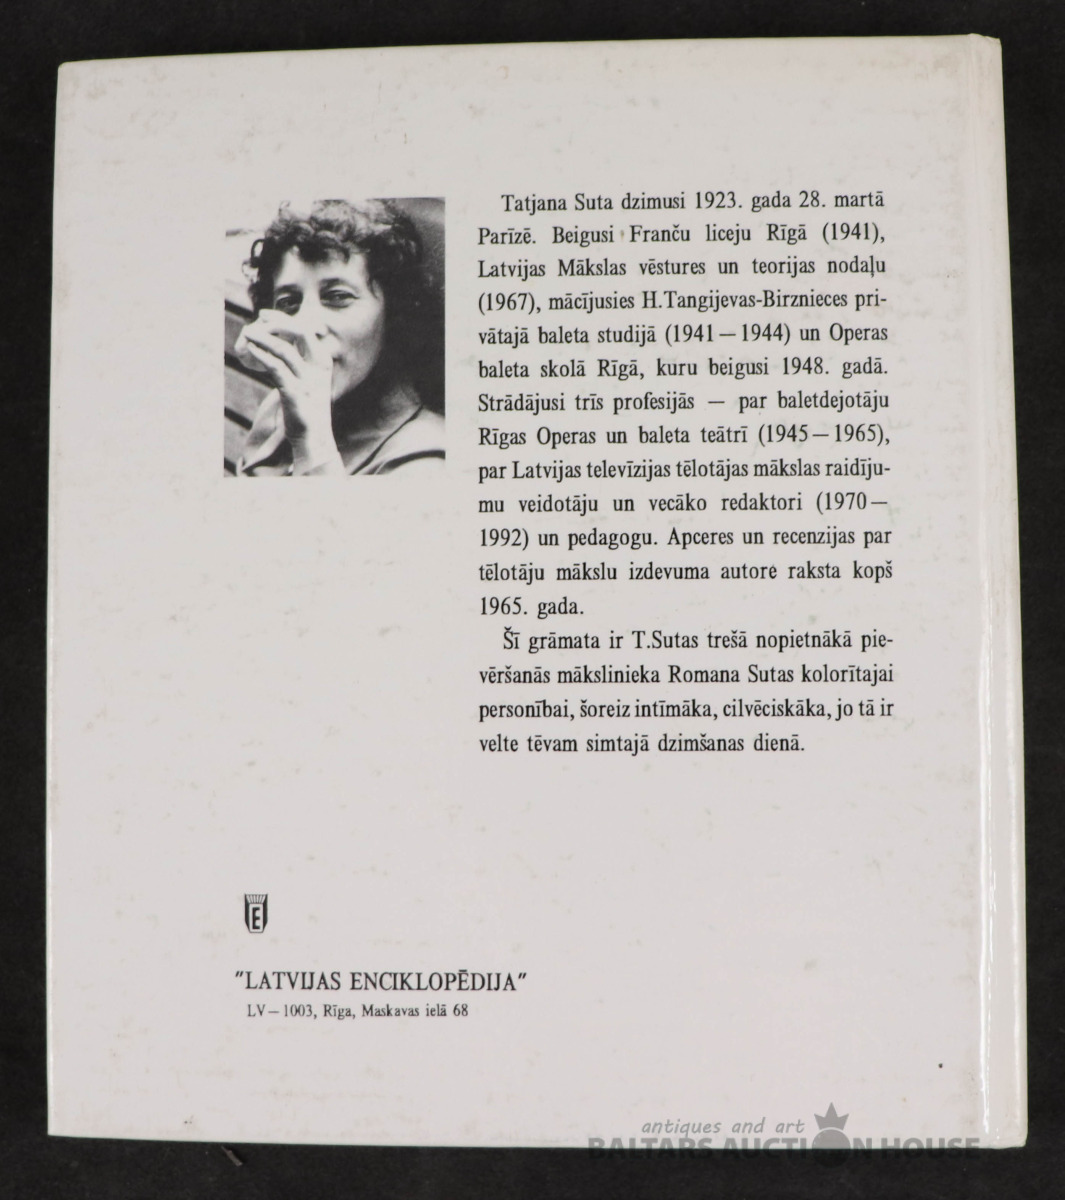 Tatjana Suta dzimusi 1923. gada 28. martā
Parīzē. Beigusi Franču liceju Rīgā (1941),
Latvijas Mākslas vēstures un teorijas nodaļu
(1967), mācījusies H.Tangijevas-Birznieces pri-
vātajā baleta studijā (1941—1944) un Operas
baleta skolā Rīgā, kuru beigusi 1948. gadā.
Strādājusi trīs profesijās — par baletdejotāju
Rīgas Operas un baleta teātrī (1945—1965),
par Latvijas televīzijas tēlotājas mākslas raidīju-
mu veidotāju un vecāko redaktori (1970—
1992) un pedagogu. Apceres un recenzijas par
tēlotāju mākslu izdevuma autore raksta kopš
1965. gada.
Šī grāmata ir T.Sutas trešā nopietnākā pie-
vēršanās mākslinieka Romana Sutas kolorītajai
personībai, šoreiz intīmāka, cilvēciskāka, jo tā ir
velte tēvam simtajā dzimšanas dienā.
E
"LATVIJAS ENCIKLOPĒDIJA"
LV—1003, Rīga, Maskavas ielā 68
antiques and art
BALTARS AUCTION HOUSE